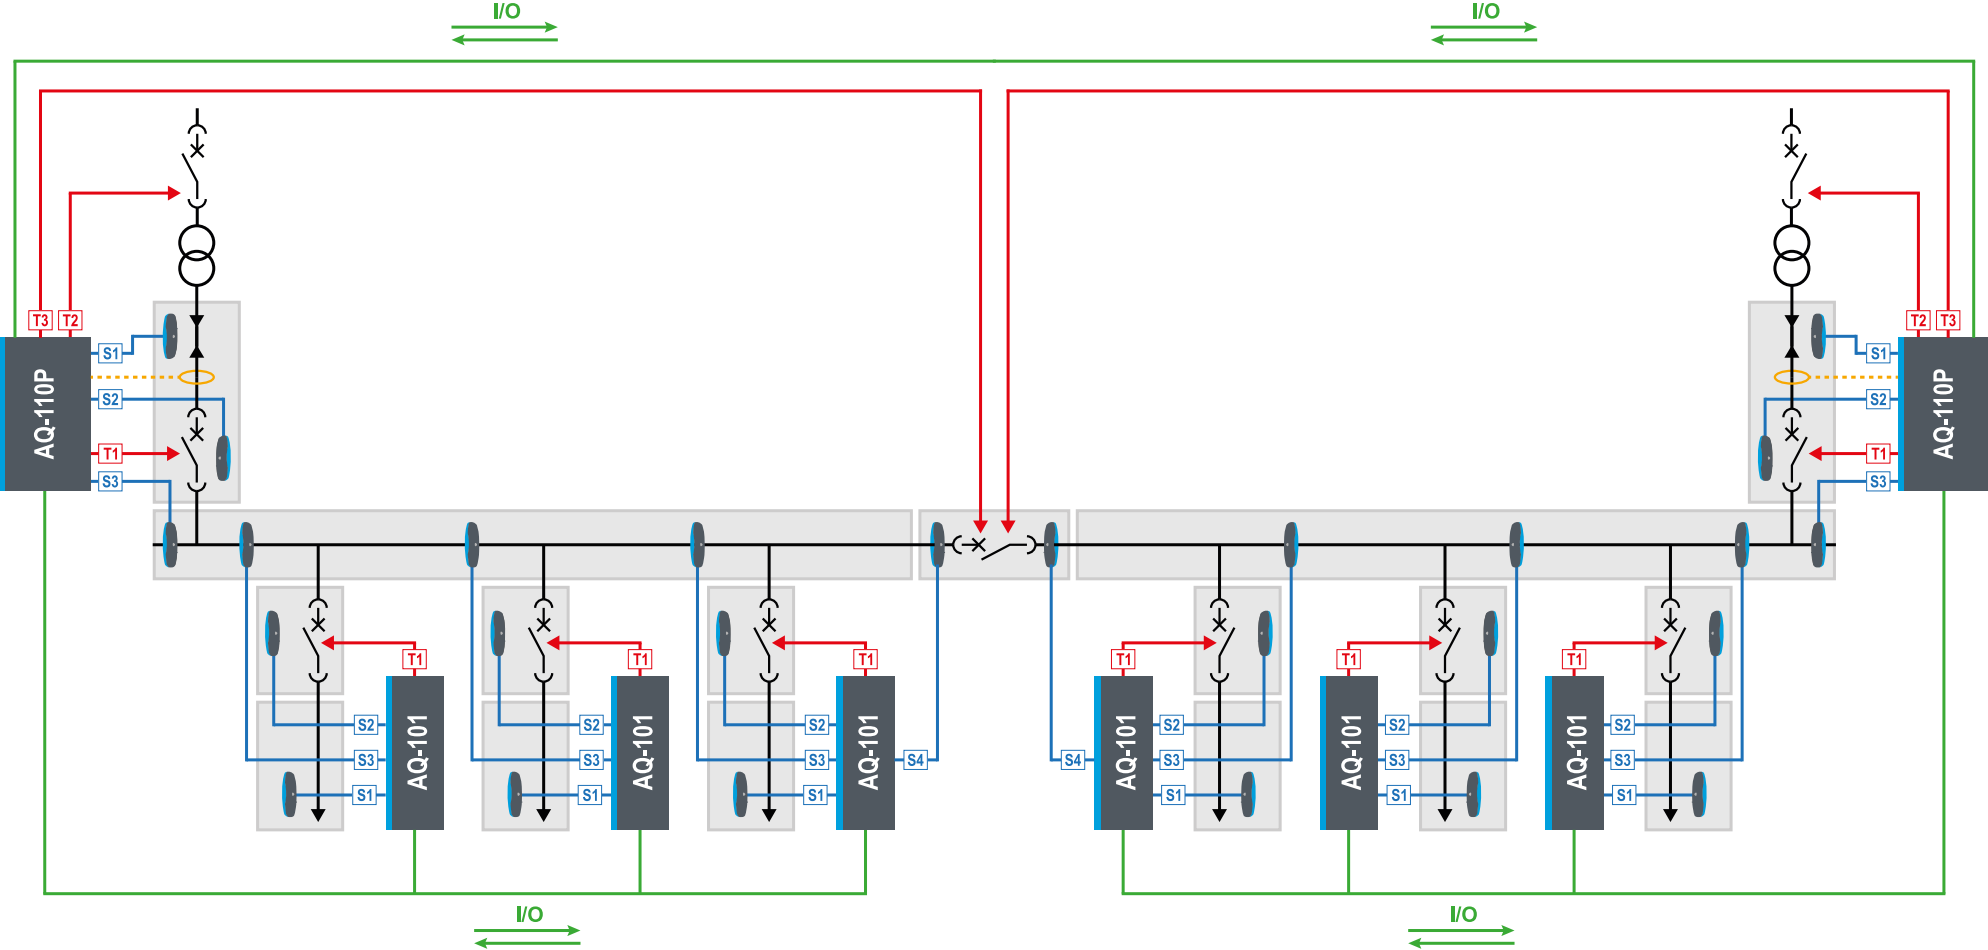 I/O
I/O
T3
T2
T2
T3
S1
S1
AQ-110P
AQ-110P
S2
S2
T1
T1
S3
S3
T1
T1
T1
T1
T1
T1
S2
S2
S2
S2
S2
S2
AQ-101
AQ-101
AQ-101
AQ-101
AQ-101
AQ-101
S3
S3
S3
S4
S4
S3
S3
S3
S1
S1
S1
S1
S1
S1
I/O
I/O